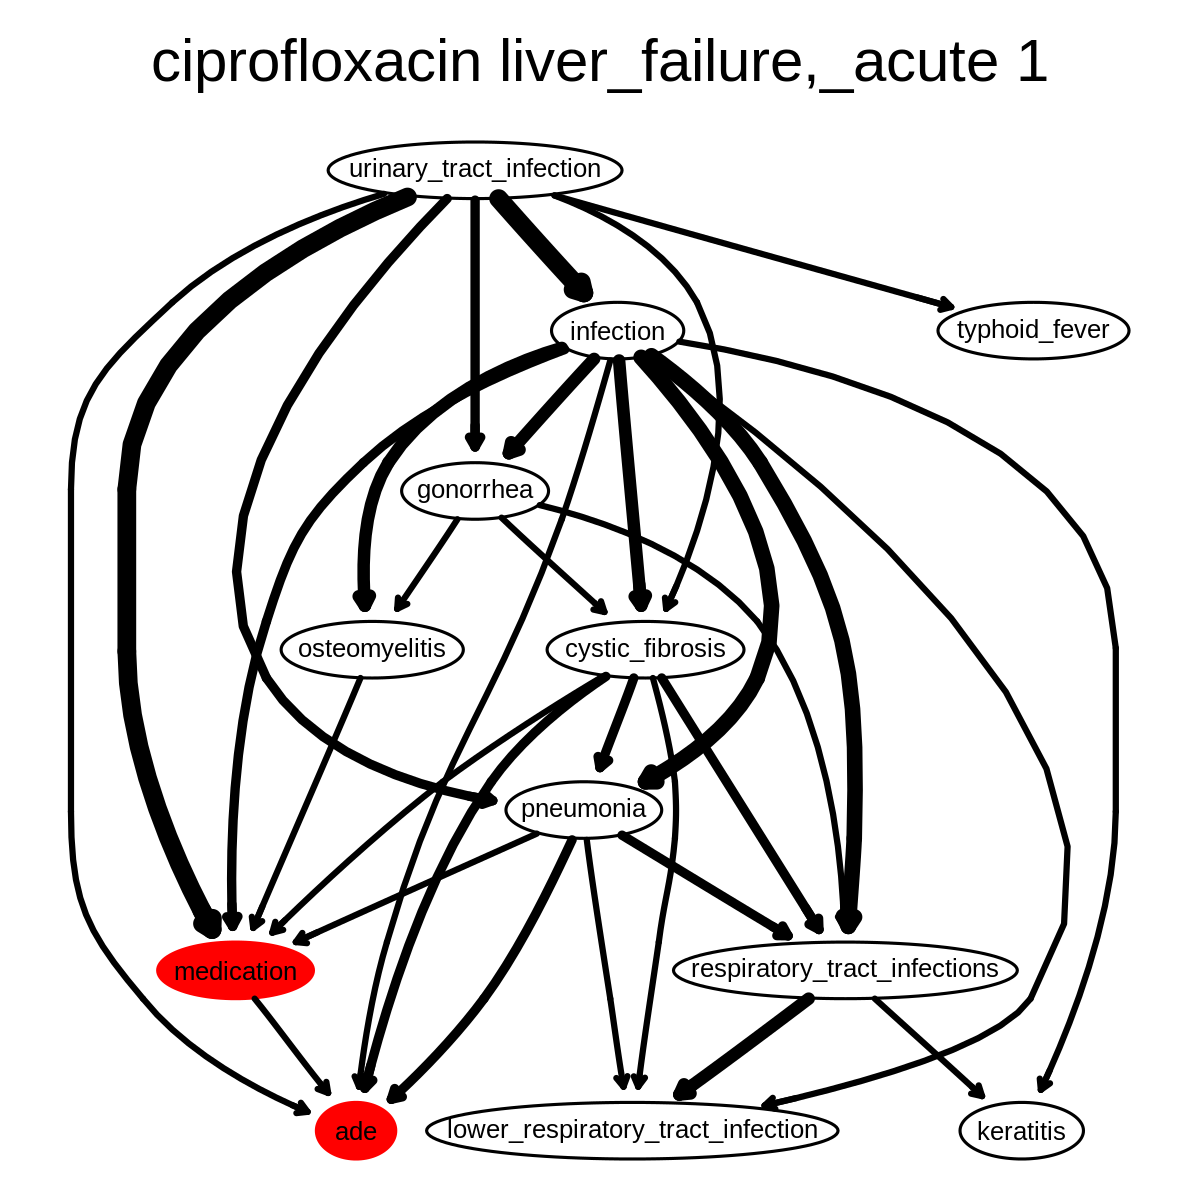 ciprofloxacin liver_failure,_acute 1
urinary_tract_infection
infection
typhoid_fever
gonorrhea
osteomyelitis
cystic_fibrosis
pneumonia
medication
respiratory_tract_infections
ade
lower_respiratory_tract_infection
keratitis